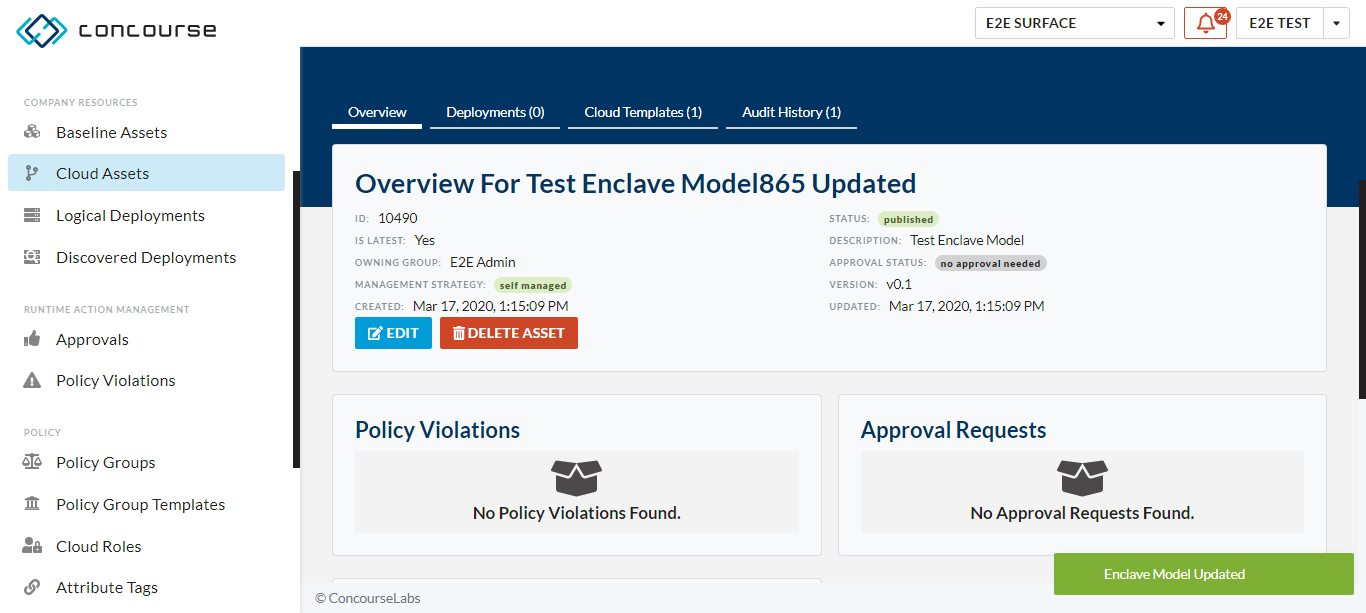 concourse
E2E SURFACE
24
E2E TEST
COMPANY RESOURCES
Baseline Assets
Cloud Assets
Logical Deployments
Discovered Deployments
RUNTIME ACTION MANAGEMENT
Approvals
Policy Violations
POLICY
Policy Groups
Policy Group Templates
Cloud Roles
Attribute Tags
Overview
Deployments (0)
Cloud Templates (1)
Audit History (1)
Overview For Test Enclave Model865 Updated
ID: 10490
IS LATEST: Yes
OWNING GROUP: E2E Admin
MANAGEMENT STRATEGY: self managed
CREATED: Mar 17, 2020, 1:15:09 PM
STATUS: published
DESCRIPTION: Test Enclave Model
APPROVAL STATUS: no approval needed
VERSION: v0.1
UPDATED: Mar 17, 2020, 1:15:09 PM
EDIT
DELETE ASSET
Policy Violations
No Policy Violations Found.
Approval Requests
No Approval Requests Found.
Enclave Model Updated
© ConcourseLabs